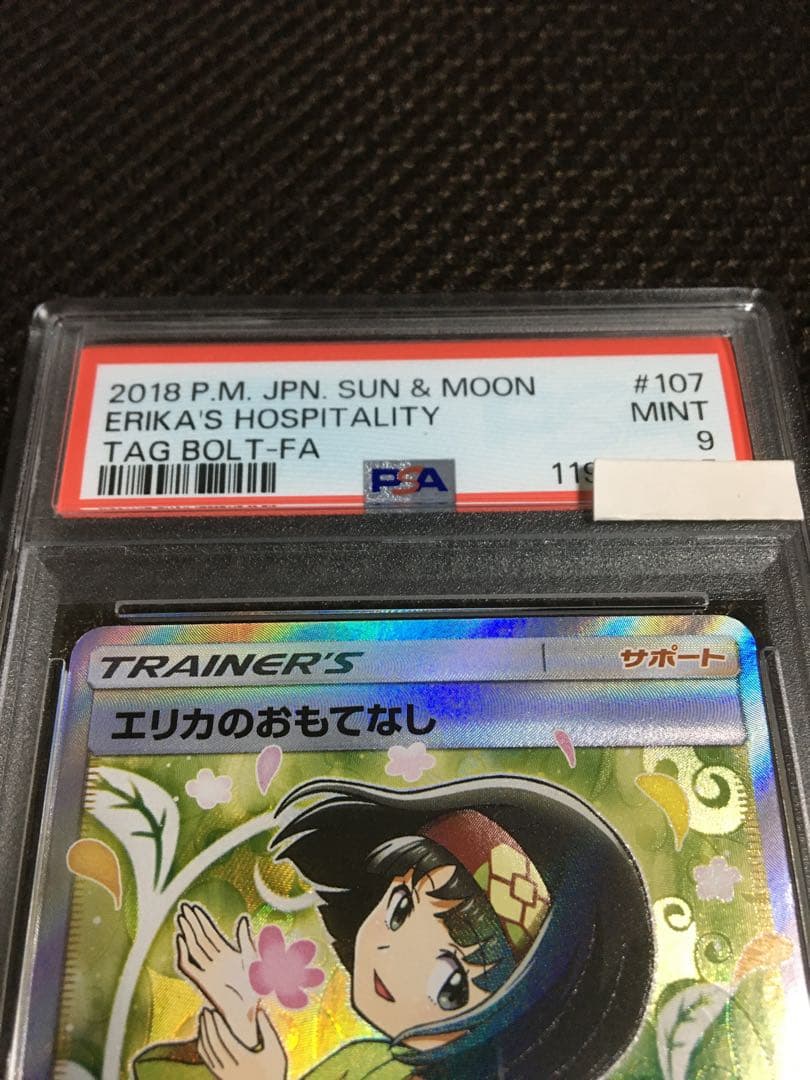 2018 P.M. JPN. SUN & MOON #107
ERIKA'S HOSPITALITY MINT
TAG BOLT-FA 9
PSA
TRAINER'S サポート
エリカのおもてなし